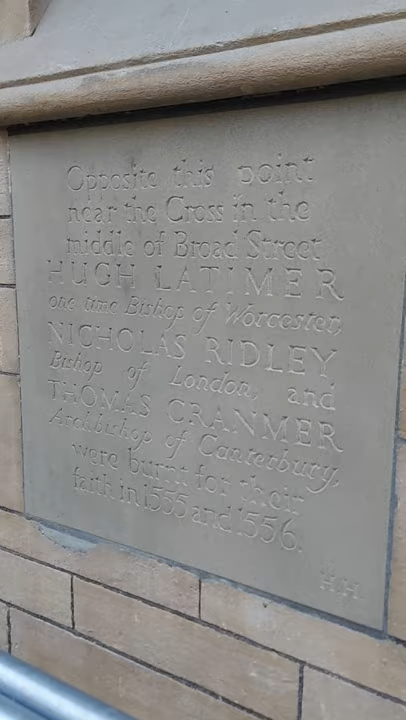 Opposite this point
near the Cross in the
middle of Broad Street
HUGH LATIMER
one time Bishop of Worcester,
NICHOLAS RIDLEY
Bishop of London, and
THOMAS CRANMER
Archbishop of Canterbury,
were burnt for their
faith in 1555 and 1556.
H.H.